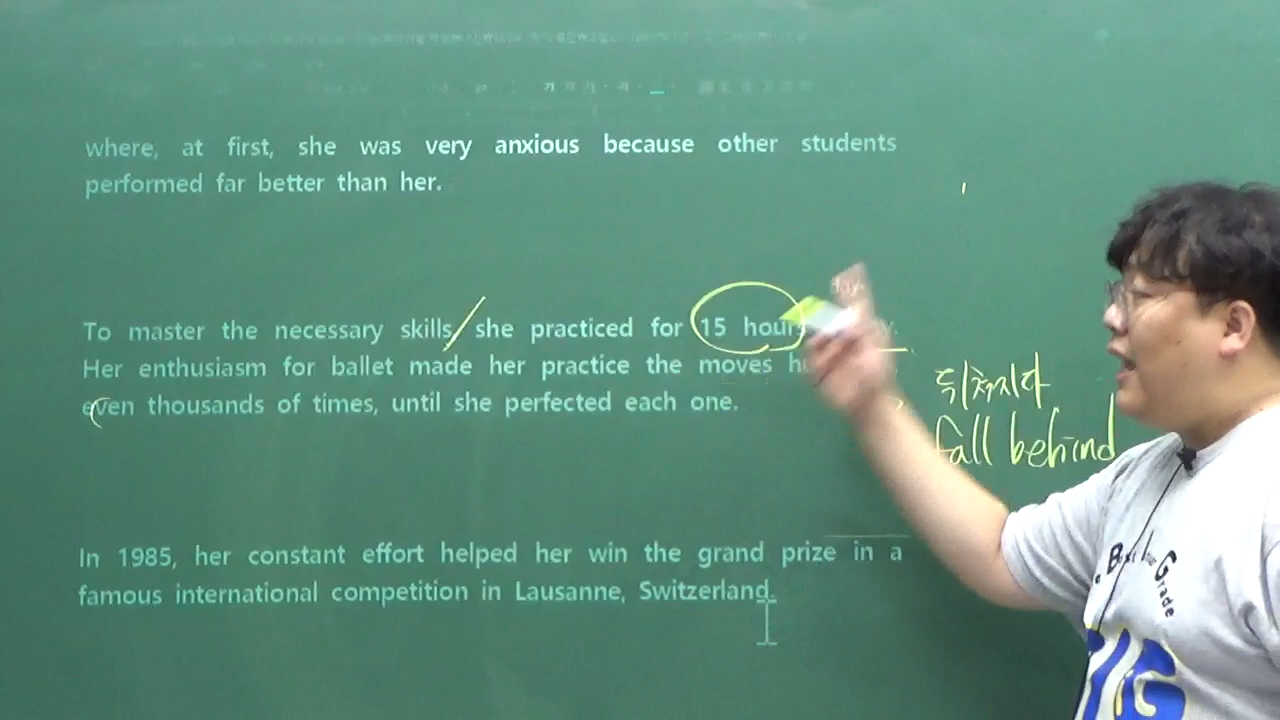 where, at first, she was very anxious because other students
performed far better than her.
To master the necessary skills, she practiced for 15 hours
Her enthusiasm for ballet made her practice the moves
even thousands of times, until she perfected each one.
뒤처지다
fall behind
In 1985, her constant effort helped her win the grand prize in a
famous international competition in Lausanne, Switzerland.
Grade